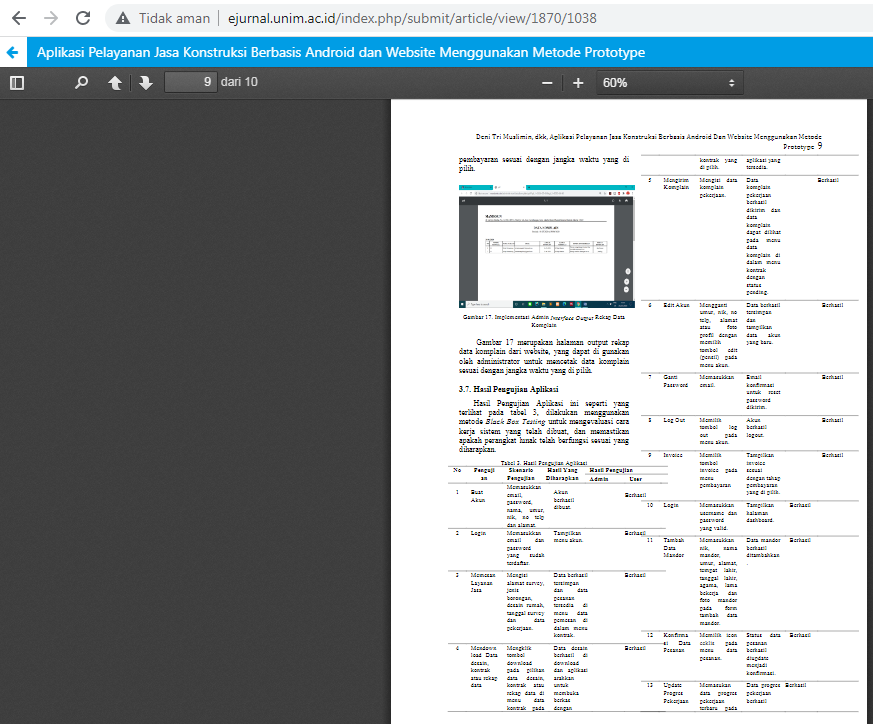 Tidak aman
ejurnal.unim.ac.id/index.php/submit/article/view/1870/1038
Aplikasi Pelayanan Jasa Konstruksi Berbasis Android dan Website Menggunakan Metode Prototype
9 dari 10
60%
Deni Tri Muslimin, dkk, Aplikasi Pelayanan Jasa Konstruksi Berbasis Android Dan Website Menggunakan Metode
Prototype 9
pembayaran sesuai dengan jangka waktu yang di
pilih.
Gambar 17. Implementasi Admin Interface Output Rekap Data
Komplain
Gambar 17 merupakan halaman output rekap
data komplain dari website, yang dapat di gunakan
oleh administrator untuk mencetak data komplain
sesuai dengan jangka waktu yang di pilih.
3.7. Hasil Pengujian Aplikasi
Hasil Pengujian Aplikasi ini seperti yang
terlihat pada tabel 3, dilakukan menggunakan
metode Black Box Testing untuk mengevaluasi cara
kerja sistem yang telah dibuat, dan memastikan
apakah perangkat lunak telah berfungsi sesuai yang
diharapkan.
Tabel 3. Hasil Pengujian Aplikasi
No Penguji Skenario Hasil Yang Hasil Pengujian
an Pengujian Diharapkan Admin User
Memasukkan
1 Buat email, Akun Berhasil
Akun password, berhasil
nama, umur, dibuat.
nik, no telp
dan alamat.
2 Login Memasukkan Tampilkan Berhasil
email dan menu akun.
password
yang sudah
terdaftar.
3 Memesan Mengisi Data berhasil Berhasil
Layanan alamat survey, tersimpan
Jasa jenis dan data
borongan, pesanan
desain rumah, tersedia di
tanggal survey menu data
dan data pemesan di
pekerjaan. dalam menu
kontrak.
4 Mendown Mengklik Data desain Berhasil
load Data tombol berhasil di
desain, download download
kontrak pada pilihan dan aplikasi
atau rekap data desain, arahkan
data kontrak atau untuk
rekap data di membuka
menu data berkas
kontrak pada dengan
kontrak yang aplikasi yang
di pilih. tersedia.
5 Mengirim Mengisi data Data Berhasil
Komplain komplain komplain
pekerjaan. pekerjaan
berhasil
dikirim dan
data
komplain
dapat dilihat
pada menu
data
komplain di
dalam menu
kontrak
dengan
status
pending.
6 Edit Akun Mengganti Data berhasil Berhasil
umur, nik, no tersimpan
telp, alamat dan
atau foto tampilkan
profil dengan data akun
memilih yang baru.
tombol edit
(pensil) pada
menu akun.
7 Ganti Memasukkan Email Berhasil
Password email. konfirmasi
untuk reset
password
dikirim.
8 Log Out Memilih Akun Berhasil
tombol log berhasil
out pada logout.
menu akun.
9 Invoice Memilih Tampilkan Berhasil
tombol invoice
invoice pada sesuai
menu dengan tahap
pembayaran. pembayaran
yang di pilih.
10 Login Memasukkan Tampilkan Berhasil
username dan halaman
password dashboard.
yang valid.
11 Tambah Memasukkan Data mandor Berhasil
Data nik, nama berhasil
Mandor mandor, ditambahkan
umur, alamat, .
tempat lahir,
tanggal lahir,
agama, lama
bekerja dan
foto mandor
pada form
tambah data
mandor.
12 Konfirma Memilih icon Status data Berhasil
si Data ceklis pada pesanan
Pesanan menu data berhasil
pesanan. diupdate
menjadi
konfirmasi.
13 Update Memasukan Data progres Berhasil
Progres data progres pekerjaan
Pekerjaan pekerjaan berhasil
terbaru pada